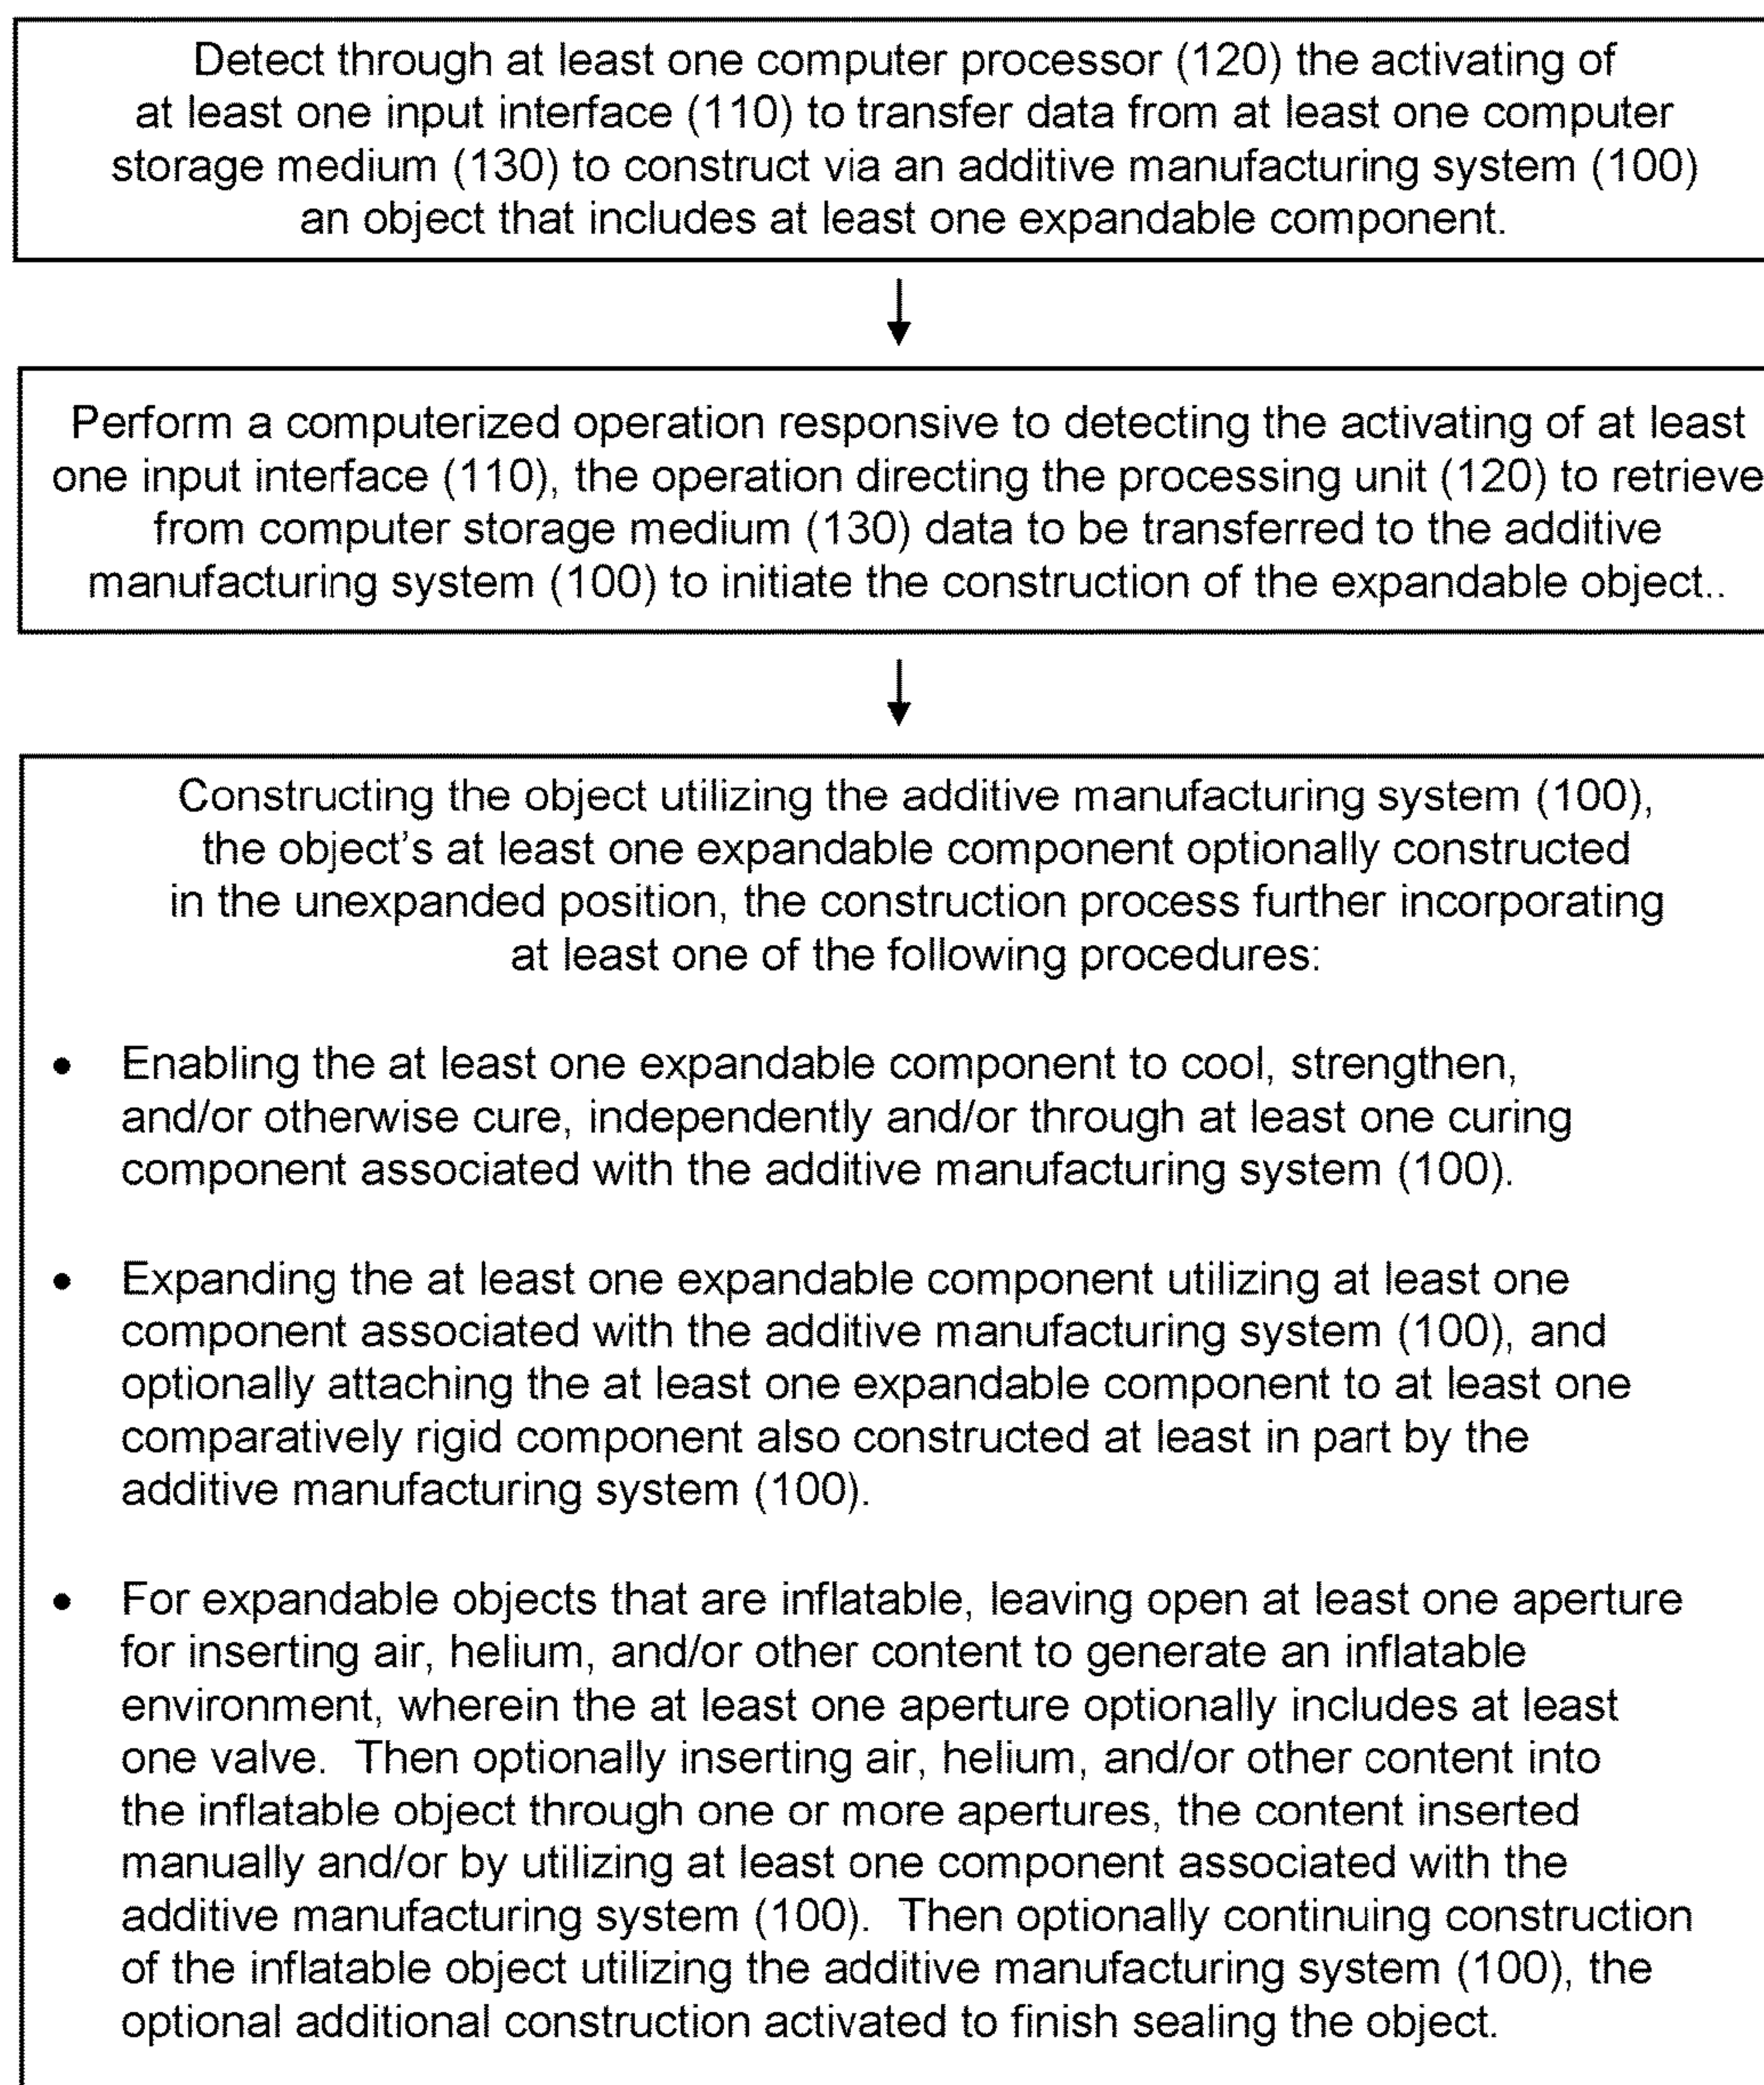 Detect through at least one computer processor (120) the activating of
at least one input interface (110) to transfer data from at least one computer
storage medium (130) to construct via an additive manufacturing system (100)
an object that includes at least one expandable component.
Perform a computerized operation responsive to detecting the activating of at least
one input interface (110), the operation directing the processing unit (120) to retrieve
from computer storage medium (130) data to be transferred to the additive
manufacturing system (100) to initiate the construction of the expandable object..
Constructing the object utilizing the additive manufacturing system (100),
the object's at least one expandable component optionally constructed
in the unexpanded position, the construction process further incorporating
at least one of the following procedures:
• Enabling the at least one expandable component to cool, strengthen,
and/or otherwise cure, independently and/or through at least one curing
component associated with the additive manufacturing system (100).
• Expanding the at least one expandable component utilizing at least one
component associated with the additive manufacturing system (100), and
optionally attaching the at least one expandable component to at least one
comparatively rigid component also constructed at least in part by the
additive manufacturing system (100).
• For expandable objects that are inflatable, leaving open at least one aperture
for inserting air, helium, and/or other content to generate an inflatable
environment, wherein the at least one aperture optionally includes at least
one valve. Then optionally inserting air, helium, and/or other content into
the inflatable object through one or more apertures, the content inserted
manually and/or by utilizing at least one component associated with the
additive manufacturing system (100). Then optionally continuing construction
of the inflatable object utilizing the additive manufacturing system (100), the
optional additional construction activated to finish sealing the object.